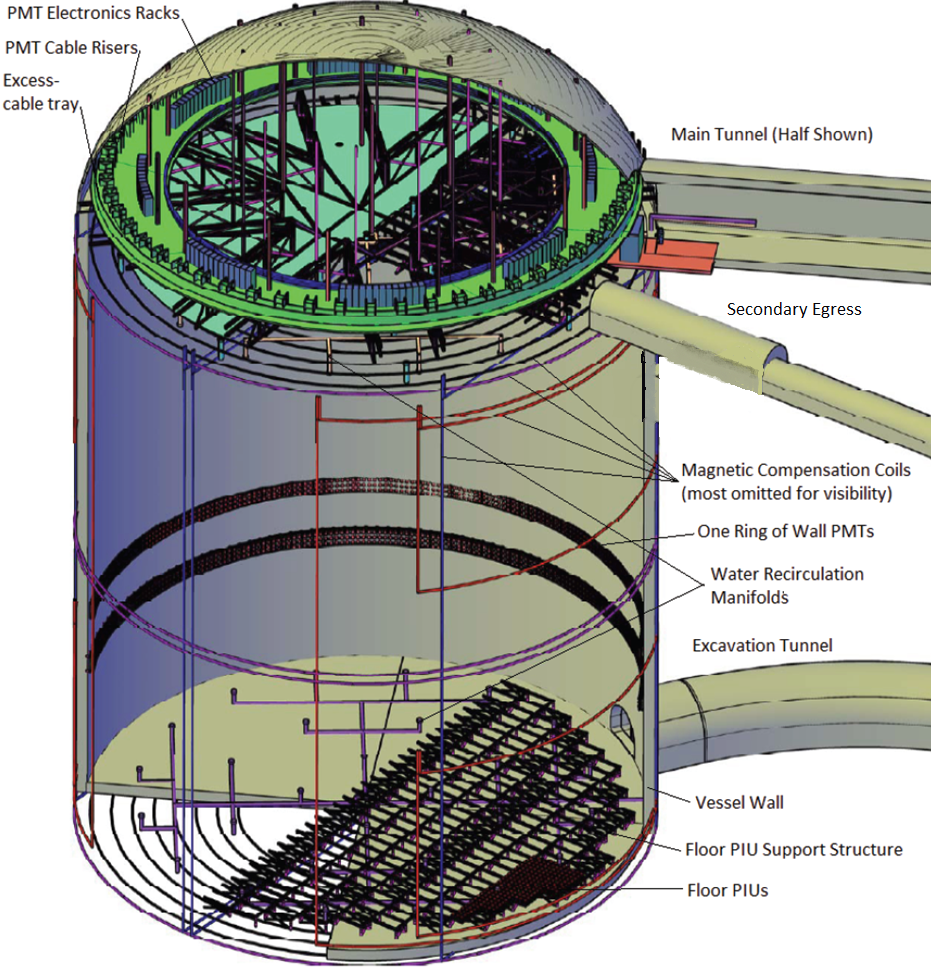 PMT Electronics Racks
PMT Cable Risers
Excess-
cable tray
Main Tunnel (Half Shown)
Secondary Egress
Magnetic Compensation Coils
(most omitted for visibility)
One Ring of Wall PMTs
Water Recirculation
Manifolds
Excavation Tunnel
Vessel Wall
Floor PIU Support Structure
Floor PIUs